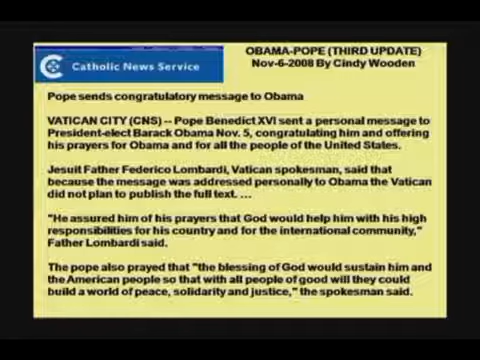 OBAMA-POPE (THIRD UPDATE)
Catholic News Service
Nov-6-2008 By Cindy Wooden
Pope sends congratulatory message to Obama
VATICAN CITY (CNS) -- Pope Benedict XVI sent a personal message to
President-elect Barack Obama Nov. 5, congratulating him and offering
his prayers for Obama and for all the people of the United States.
Jesuit Father Federico Lombardi, Vatican spokesman, said that
because the message was addressed personally to Obama the Vatican
did not plan to publish the full text. ...
"He assured him of his prayers that God would help him with his high
responsibilities for his country and for the international community,"
Father Lombardi said.
The pope also prayed that "the blessing of God would sustain him and
the American people so that with all people of good will they could
build a world of peace, solidarity and justice," the spokesman said.